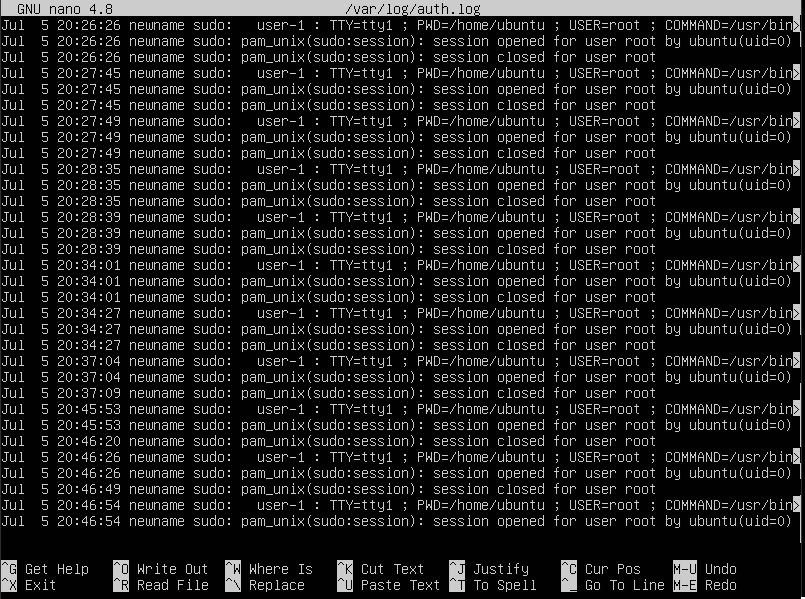 GNU nano 4.8 /var/log/auth.log
Jul  5 20:26:26 newname sudo:   user-1 : TTY=tty1 ; PWD=/home/ubuntu ; USER=root ; COMMAND=/usr/bin>
Jul  5 20:26:26 newname sudo: pam_unix(sudo:session): session opened for user root by ubuntu(uid=0)
Jul  5 20:26:26 newname sudo: pam_unix(sudo:session): session closed for user root
Jul  5 20:27:45 newname sudo:   user-1 : TTY=tty1 ; PWD=/home/ubuntu ; USER=root ; COMMAND=/usr/bin>
Jul  5 20:27:45 newname sudo: pam_unix(sudo:session): session opened for user root by ubuntu(uid=0)
Jul  5 20:27:45 newname sudo: pam_unix(sudo:session): session closed for user root
Jul  5 20:27:49 newname sudo:   user-1 : TTY=tty1 ; PWD=/home/ubuntu ; USER=root ; COMMAND=/usr/bin>
Jul  5 20:27:49 newname sudo: pam_unix(sudo:session): session opened for user root by ubuntu(uid=0)
Jul  5 20:27:49 newname sudo: pam_unix(sudo:session): session closed for user root
Jul  5 20:28:35 newname sudo:   user-1 : TTY=tty1 ; PWD=/home/ubuntu ; USER=root ; COMMAND=/usr/bin>
Jul  5 20:28:35 newname sudo: pam_unix(sudo:session): session opened for user root by ubuntu(uid=0)
Jul  5 20:28:35 newname sudo: pam_unix(sudo:session): session closed for user root
Jul  5 20:28:39 newname sudo:   user-1 : TTY=tty1 ; PWD=/home/ubuntu ; USER=root ; COMMAND=/usr/bin>
Jul  5 20:28:39 newname sudo: pam_unix(sudo:session): session opened for user root by ubuntu(uid=0)
Jul  5 20:28:39 newname sudo: pam_unix(sudo:session): session closed for user root
Jul  5 20:34:01 newname sudo:   user-1 : TTY=tty1 ; PWD=/home/ubuntu ; USER=root ; COMMAND=/usr/bin>
Jul  5 20:34:01 newname sudo: pam_unix(sudo:session): session opened for user root by ubuntu(uid=0)
Jul  5 20:34:01 newname sudo: pam_unix(sudo:session): session closed for user root
Jul  5 20:34:27 newname sudo:   user-1 : TTY=tty1 ; PWD=/home/ubuntu ; USER=root ; COMMAND=/usr/bin>
Jul  5 20:34:27 newname sudo: pam_unix(sudo:session): session opened for user root by ubuntu(uid=0)
Jul  5 20:34:27 newname sudo: pam_unix(sudo:session): session closed for user root
Jul  5 20:37:04 newname sudo:   user-1 : TTY=tty1 ; PWD=/home/ubuntu ; USER=root ; COMMAND=/usr/bin>
Jul  5 20:37:04 newname sudo: pam_unix(sudo:session): session opened for user root by ubuntu(uid=0)
Jul  5 20:37:09 newname sudo: pam_unix(sudo:session): session closed for user root
Jul  5 20:45:53 newname sudo:   user-1 : TTY=tty1 ; PWD=/home/ubuntu ; USER=root ; COMMAND=/usr/bin>
Jul  5 20:45:53 newname sudo: pam_unix(sudo:session): session opened for user root by ubuntu(uid=0)
Jul  5 20:46:20 newname sudo: pam_unix(sudo:session): session closed for user root
Jul  5 20:46:26 newname sudo:   user-1 : TTY=tty1 ; PWD=/home/ubuntu ; USER=root ; COMMAND=/usr/bin>
Jul  5 20:46:26 newname sudo: pam_unix(sudo:session): session opened for user root by ubuntu(uid=0)
Jul  5 20:46:49 newname sudo: pam_unix(sudo:session): session closed for user root
Jul  5 20:46:54 newname sudo:   user-1 : TTY=tty1 ; PWD=/home/ubuntu ; USER=root ; COMMAND=/usr/bin>
Jul  5 20:46:54 newname sudo: pam_unix(sudo:session): session opened for user root by ubuntu(uid=0)
^G Get Help ^O Write Out ^W Where Is ^K Cut Text ^J Justify ^C Cur Pos M-U Undo
^X Exit ^R Read File ^\ Replace ^U Paste Text ^T To Spell ^_ Go To Line M-E Redo